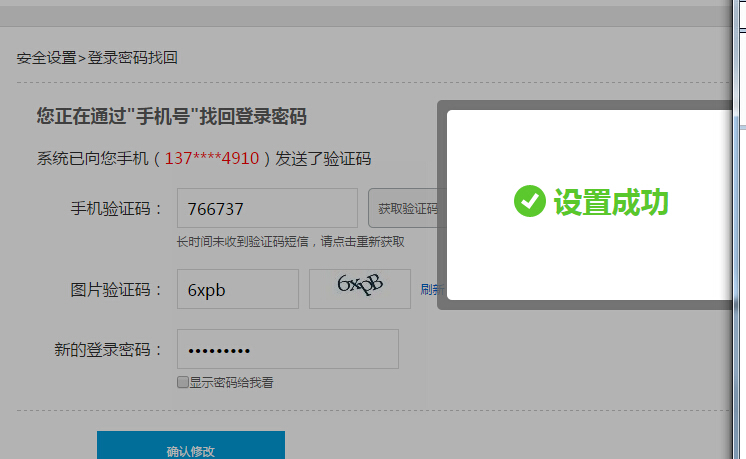 安全设置>登录密码找回
您正在通过"手机号"找回登录密码
系统已向您手机（137****4910）发送了验证码
手机验证码： 766737 获取验证码
长时间未收到验证码短信，请点击重新获取
图片验证码： 6xpb 6xpB 刷新
新的登录密码： •••••••••
显示密码给我看
确认修改
设置成功